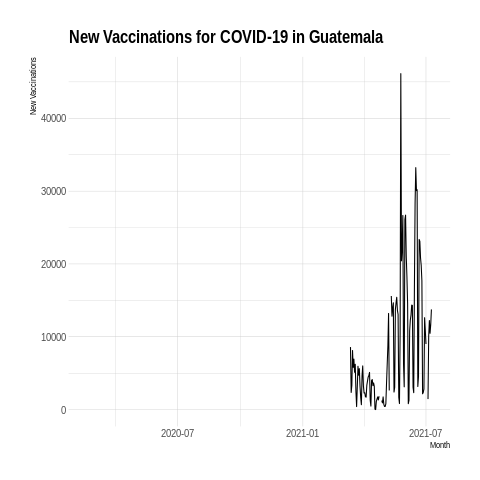 New Vaccinations for COVID-19 in Guatemala
New Vaccinations
40000
30000
20000
10000
0
2020-07 2021-01 2021-07
Month